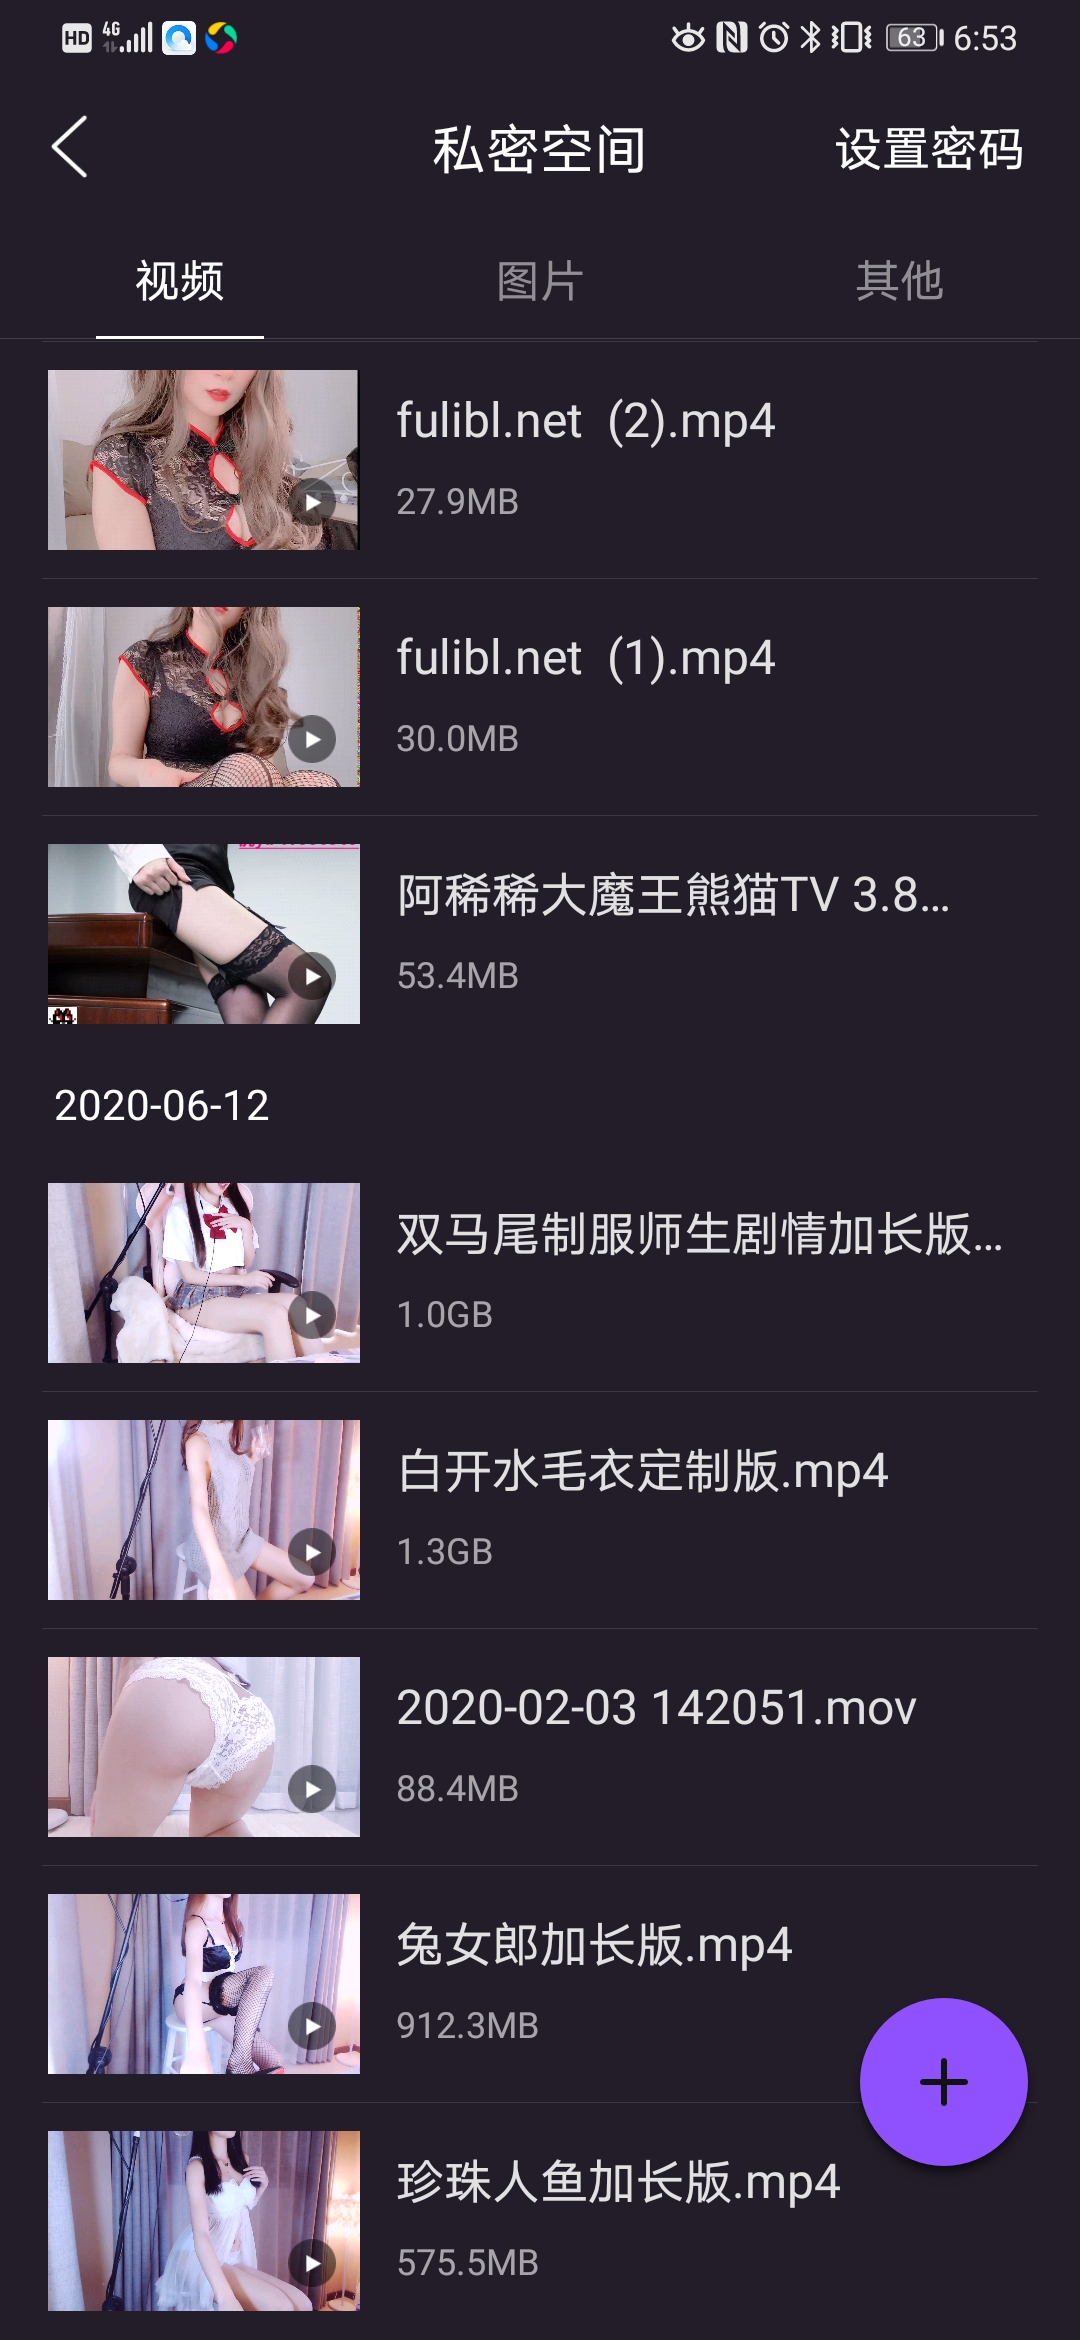 HD 4G 63 6:53
私密空间 设置密码
视频 图片 其他
fulibl.net (2).mp4
27.9MB
fulibl.net (1).mp4
30.0MB
阿稀稀大魔王熊猫TV 3.8...
53.4MB
2020-06-12
双马尾制服师生剧情加长版...
1.0GB
白开水毛衣定制版.mp4
1.3GB
2020-02-03 142051.mov
88.4MB
兔女郎加长版.mp4
912.3MB
珍珠人鱼加长版.mp4
575.5MB